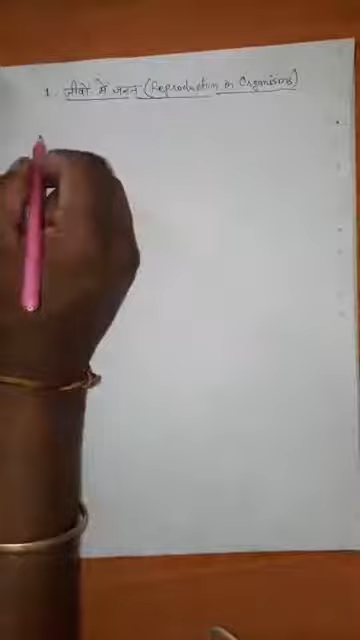 1. जीवों में जनन (Reproduction in Organisms)